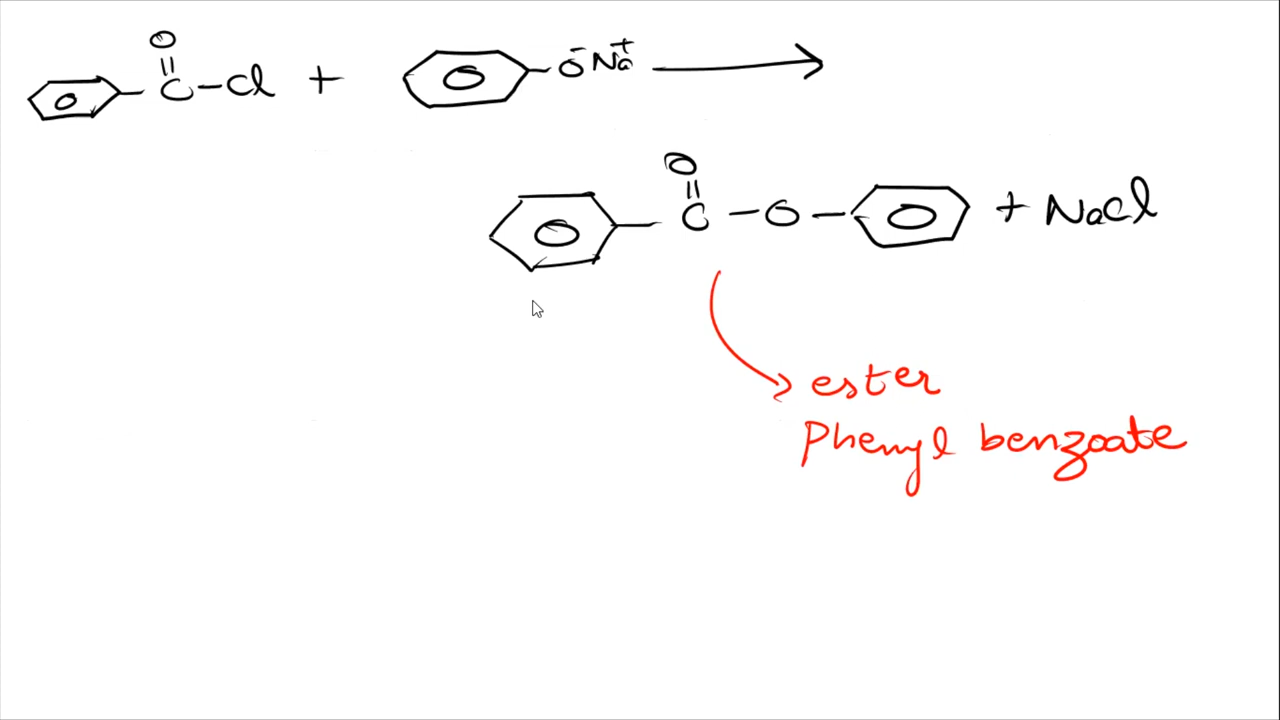 O
||
C-Cl + O⁻Na⁺ →
O
||
C-O- + NaCl
→ ester
Phenyl benzoate